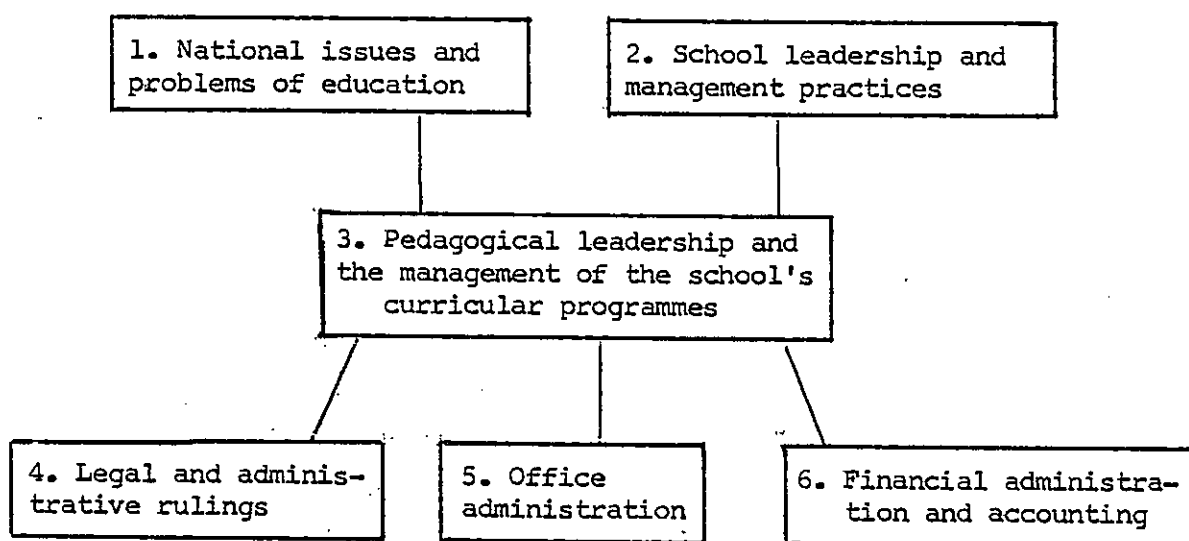 1. National issues and
problems of education
2. School leadership and
management practices
3. Pedagogical leadership and
the management of the school's
curricular programmes
4. Legal and adminis-
trative rulings
5. Office
administration
6. Financial administra-
tion and accounting